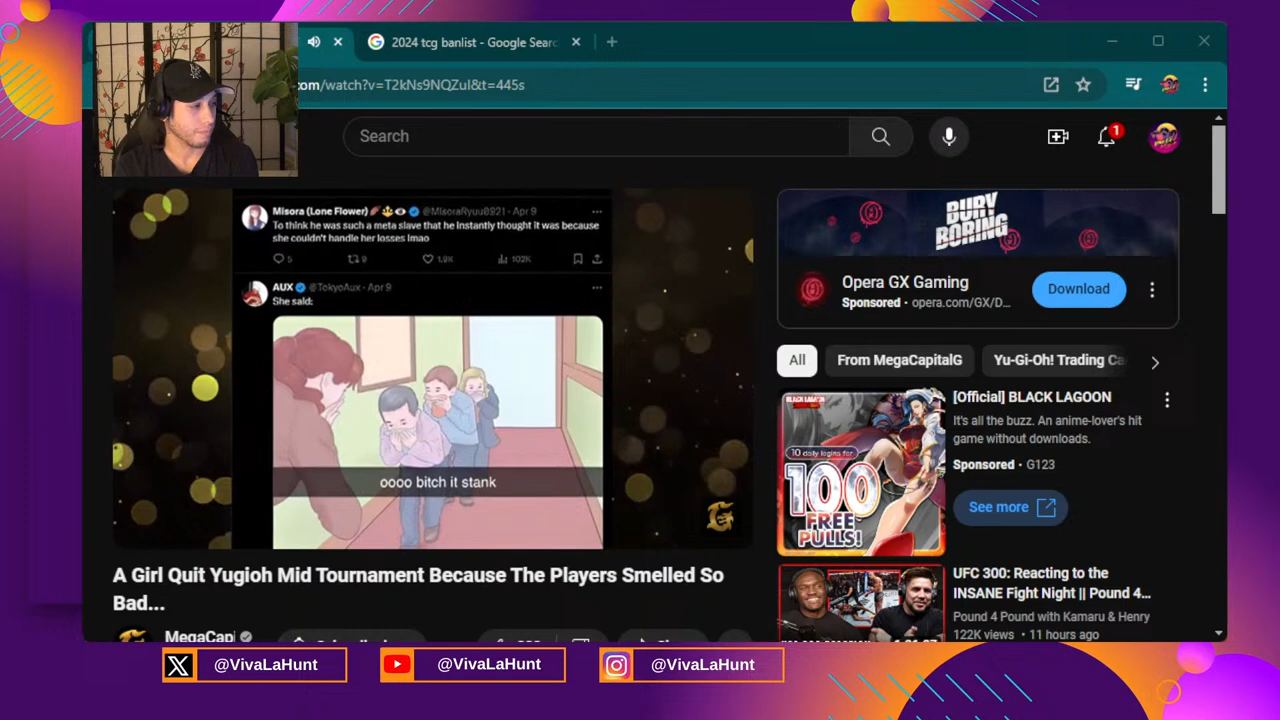 2024 tcg banlist - Google Searc
com/watch?v=T2kNs9NQZuI&t=445s
Search
1
Misora (Lone Flower) @MisoraRyuu0921 · Apr 9
To think he was such a meta slave that he instantly thought it was because
she couldn't handle her losses lmao
5 9 1.9K 102K
AUX @TokyoAux · Apr 9
She said:
oooo bitch it stank
A Girl Quit Yugioh Mid Tournament Because The Players Smelled So
Bad...
MegaCapi
BURY
BORING
Opera GX Gaming
Sponsored · opera.com/GX/D...
Download
All
From MegaCapitalG
Yu-Gi-Oh! Trading Ca
BLACK LAGOON
10 daily logins for
100
FREE
PULLS!
[Official] BLACK LAGOON
It's all the buzz. An anime-lover's hit
game without downloads.
Sponsored · G123
See more
UFC 300: Reacting to the
INSANE Fight Night || Pound 4...
Pound 4 Pound with Kamaru & Henry
122K views • 11 hours ago
@VivaLaHunt
@VivaLaHunt
@VivaLaHunt